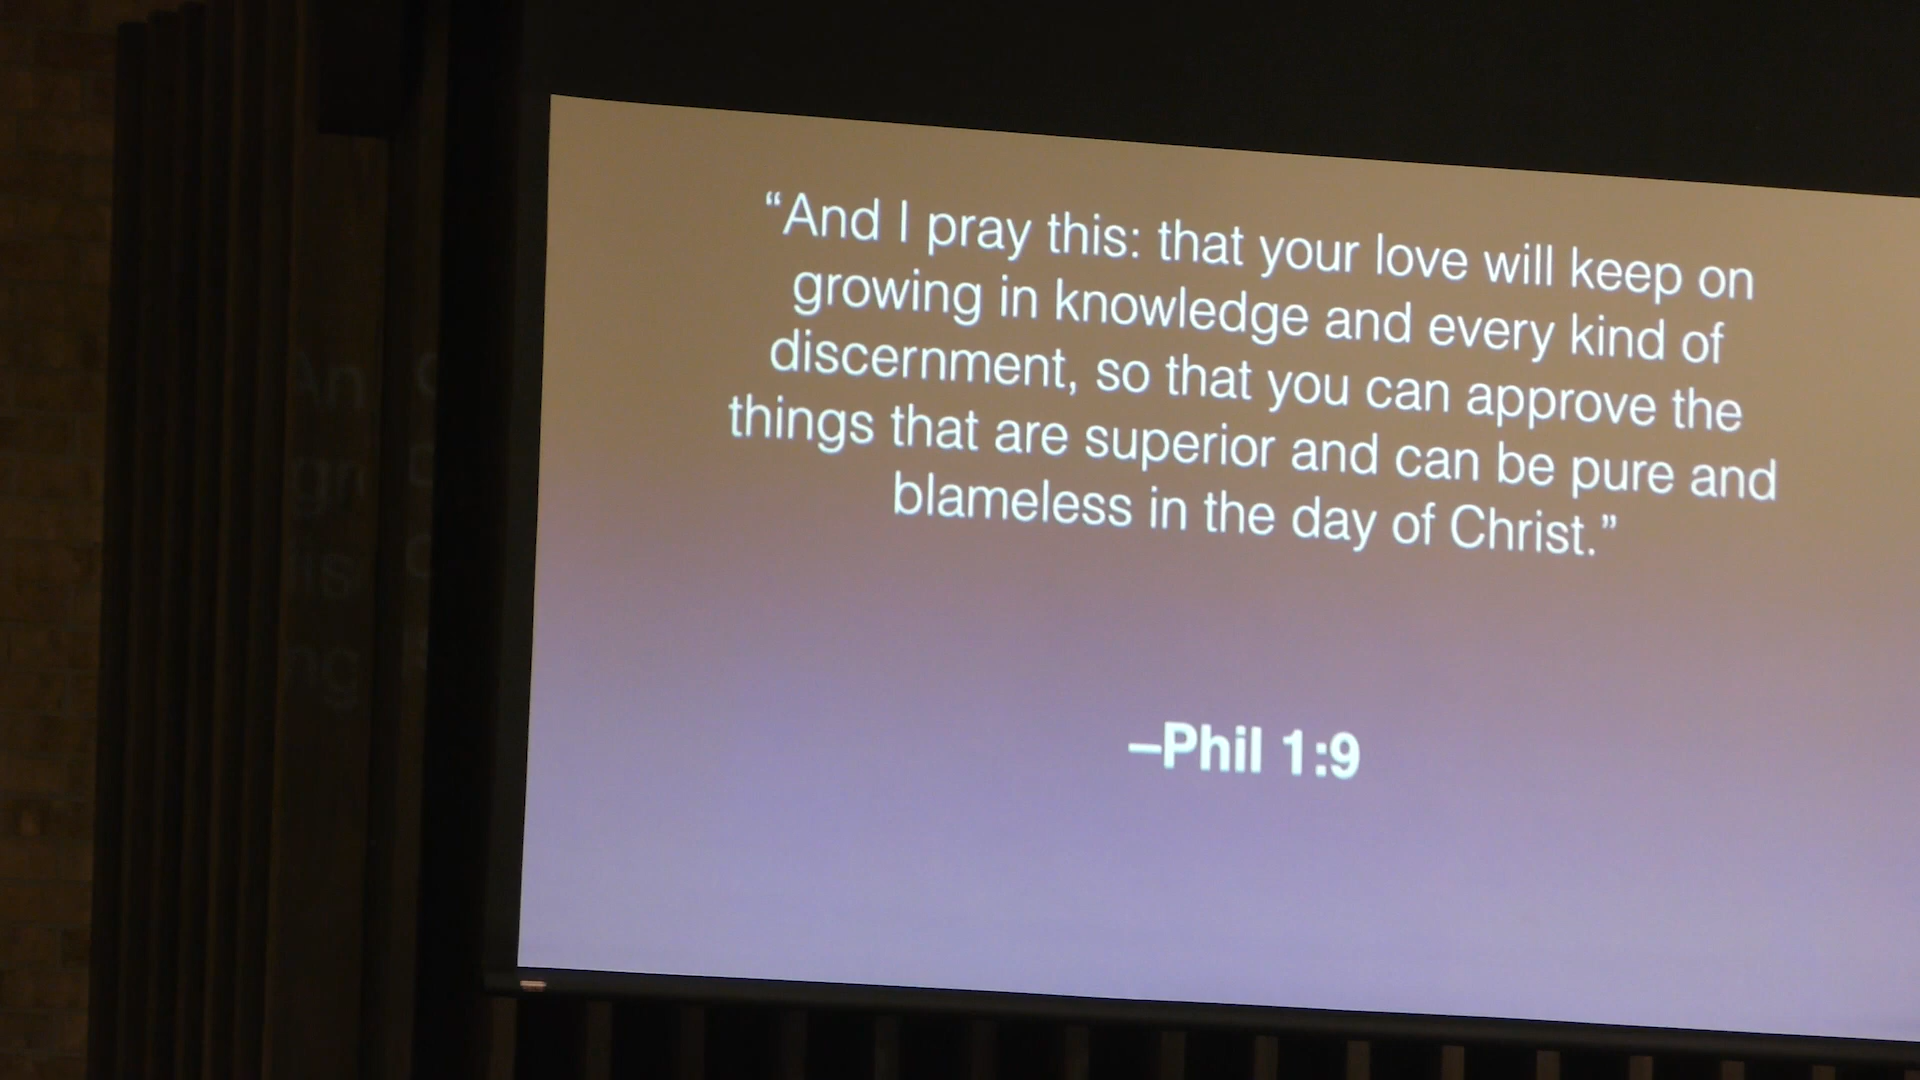 “And I pray this: that your love will keep on
growing in knowledge and every kind of
discernment, so that you can approve the
things that are superior and can be pure and
blameless in the day of Christ.”
–Phil 1:9